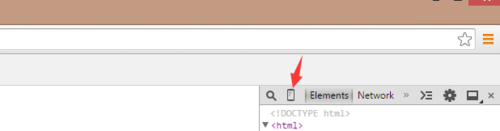 Elements Network »
<!DOCTYPE html>
<html>